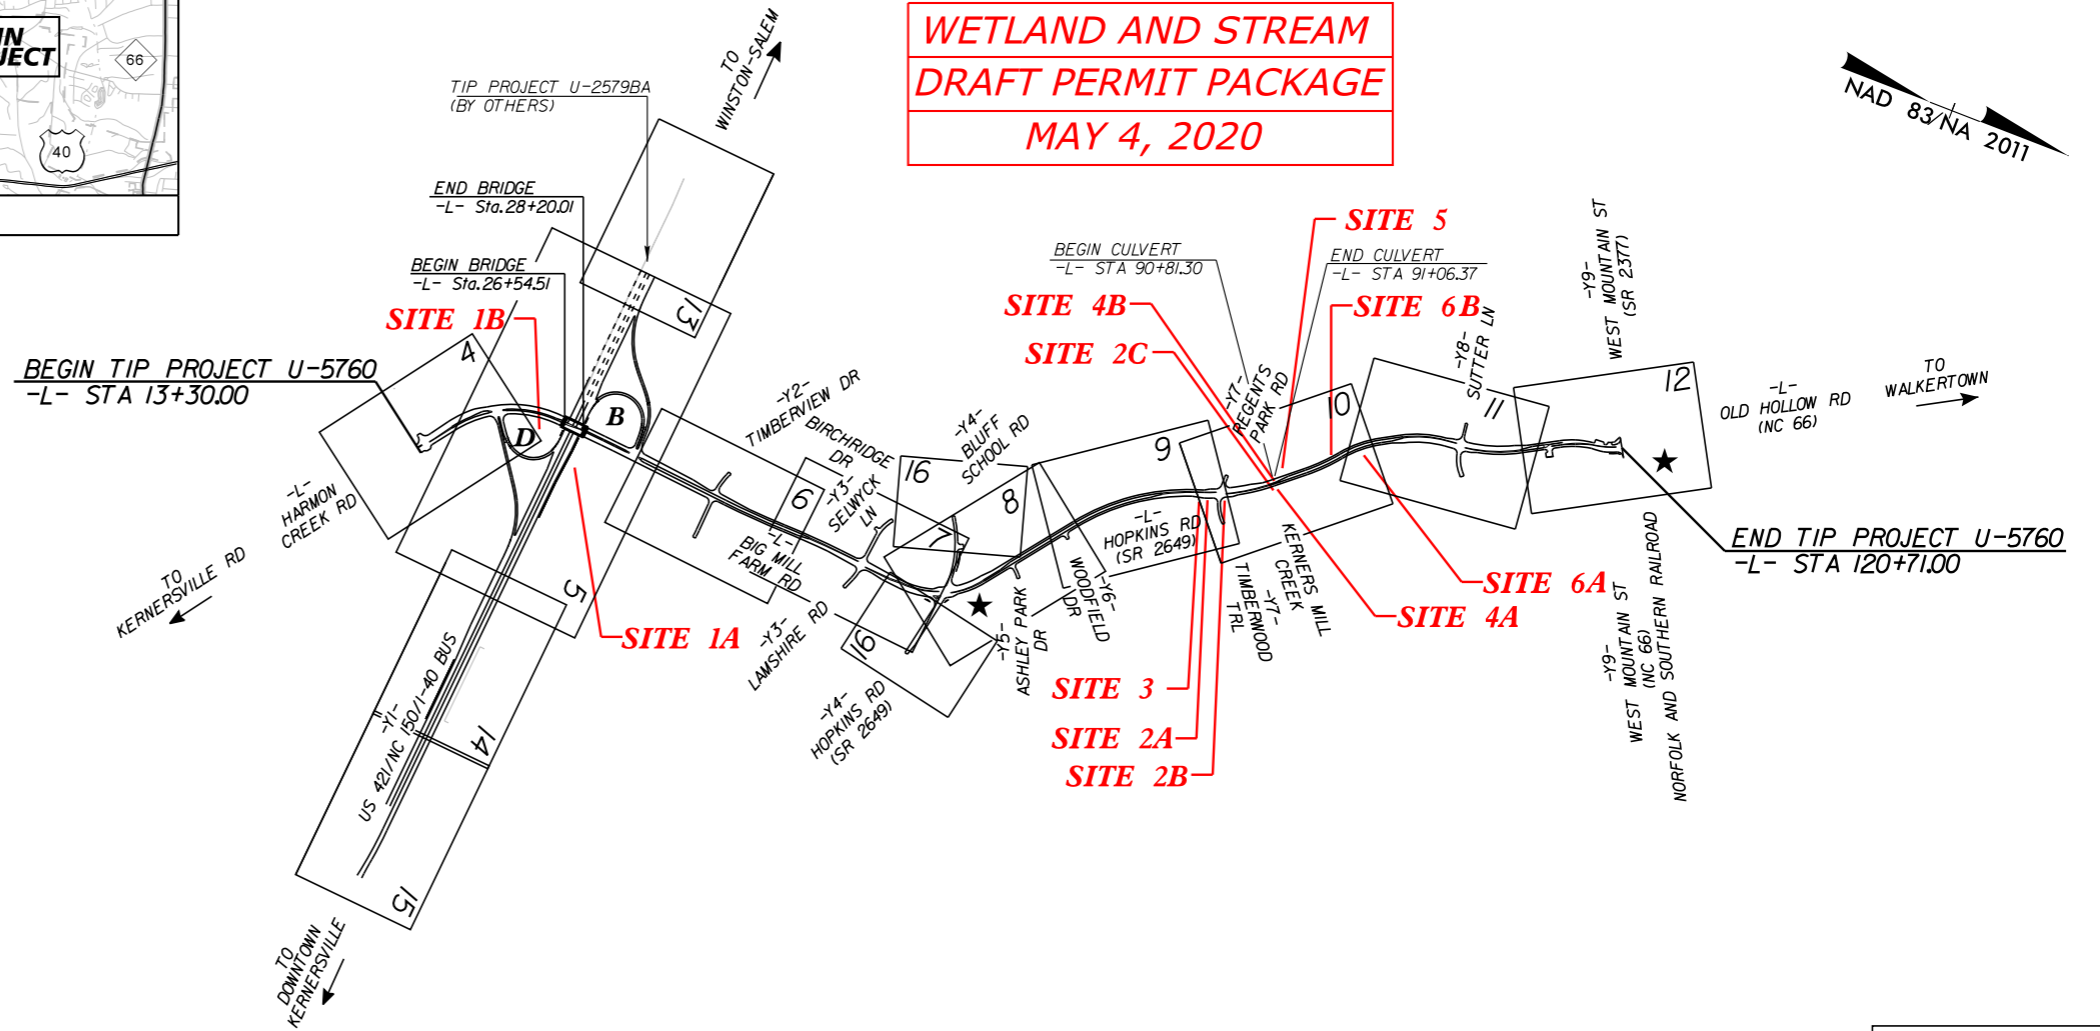 WETLAND AND STREAM
DRAFT PERMIT PACKAGE
MAY 4, 2020
JECT
66
40
NAD 83/NA 2011
TO
WINSTON-SALEM
TIP PROJECT U-2579BA
(BY OTHERS)
END BRIDGE
-L- Sta.28+20.01
BEGIN BRIDGE
-L- Sta.26+54.51
SITE 1B
BEGIN TIP PROJECT U-5760
-L- STA 13+30.00
4
13
D
B
-L-
HARMON
CREEK RD
TO
KERNERSVILLE RD
5
SITE 1A
-Y1-
US 421/NC 150/I-40 BUS
14
15
TO
DOWNTOWN
KERNERSVILLE
-Y2-
TIMBERVIEW DR
BIRCHRIDGE
DR
-Y3-
SELWYCK
LN
6
-L-
BIG MILL
FARM RD
-Y3-
LAMSHIRE RD
16
-Y4-
BLUFF
SCHOOL RD
7
8
16
-Y4-
HOPKINS RD
(SR 2649)
-Y5-
ASHLEY PARK
DR
-Y6-
WOODFIELD
DR
9
-L-
HOPKINS RD
(SR 2649)
BEGIN CULVERT
-L- STA 90+81.30
END CULVERT
-L- STA 91+06.37
SITE 5
SITE 4B
SITE 2C
SITE 6B
-Y7-
REGENTS
PARK RD
10
-Y7-
TIMBERWOOD
TRL
KERNERS MILL
CREEK
SITE 3
SITE 2A
SITE 2B
SITE 6A
SITE 4A
-Y8-
SUTTER LN
11
-Y9-
WEST MOUNTAIN ST
(SR 2377)
12
-L-
OLD HOLLOW RD
(NC 66)
TO
WALKERTOWN
END TIP PROJECT U-5760
-L- STA 120+71.00
-Y9-
WEST MOUNTAIN ST
(NC 66)
NORFOLK AND SOUTHERN RAILROAD